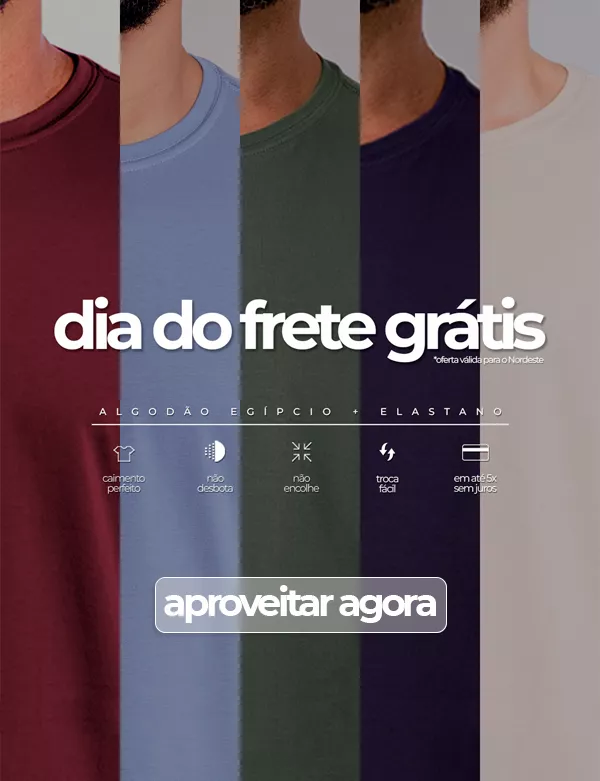 dia do frete grátis
*oferta válida para o Nordeste
ALGODÃO EGÍPCIO + ELASTANO
caimento perfeito
não desbota
não encolhe
troca fácil
em até 5x sem juros
aproveitar agora